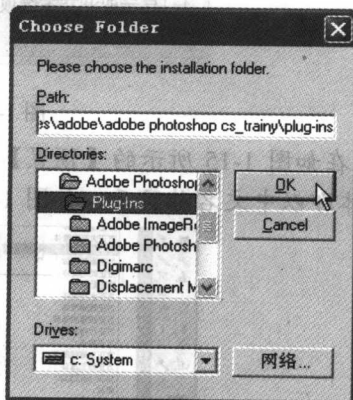 Choose Folder
Please choose the installation folder.
Path:
es\adobe\adobe photoshop cs_trainy\plug-ins
Directories:
Adobe Photoshop
Plug-Ins
OK
Adobe ImageR
Cancel
Adobe Photosh
Digimarc
Displacement M
Drives:
c: System
网络...